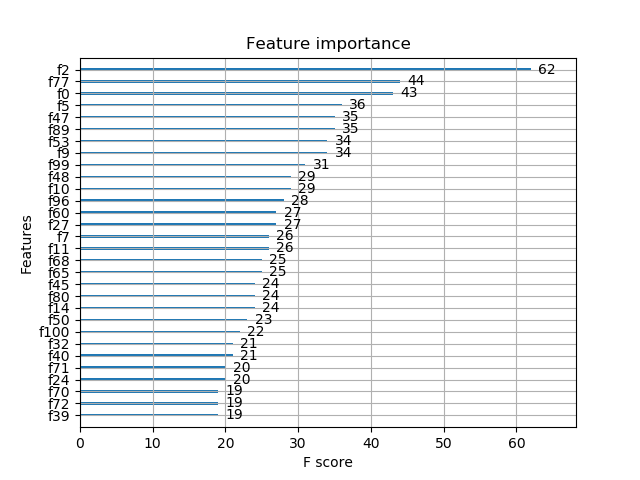 Feature importance
f2 62
f77 44
f0 43
f5 36
f47 35
f89 35
f53 34
f9 34
f99 31
f48 29
f10 29
f96 28
f60 27
f27 27
f7 26
f11 26
f68 25
f65 25
f45 24
f80 24
f14 24
f50 23
f100 22
f32 21
f40 21
f71 20
f24 20
f70 19
f72 19
f39 19
Features
0 10 20 30 40 50 60
F score